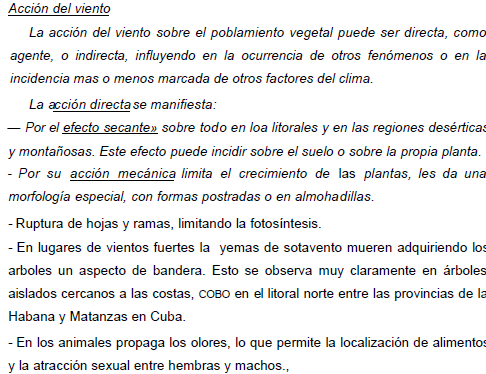 Acción del viento
La acción del viento sobre el poblamiento vegetal puede ser directa, como
agente, o indirecta, influyendo en la ocurrencia de otros fenómenos o en la
incidencia mas o menos marcada de otros factores del clima.
La acción directa se manifiesta:
— Por el efecto secante» sobre todo en loa litorales y en las regiones desérticas
y montañosas. Este efecto puede incidir sobre el suelo o sobre la propia planta.
- Por su acción mecánica limita el crecimiento de las plantas, les da una
morfología especial, con formas postradas o en almohadillas.
- Ruptura de hojas y ramas, limitando la fotosíntesis.
- En lugares de vientos fuertes la yemas de sotavento mueren adquiriendo los
arboles un aspecto de bandera. Esto se observa muy claramente en árboles
aislados cercanos a las costas, COBO en el litoral norte entre las provincias de la
Habana y Matanzas en Cuba.
- En los animales propaga los olores, lo que permite la localización de alimentos
y la atracción sexual entre hembras y machos.,